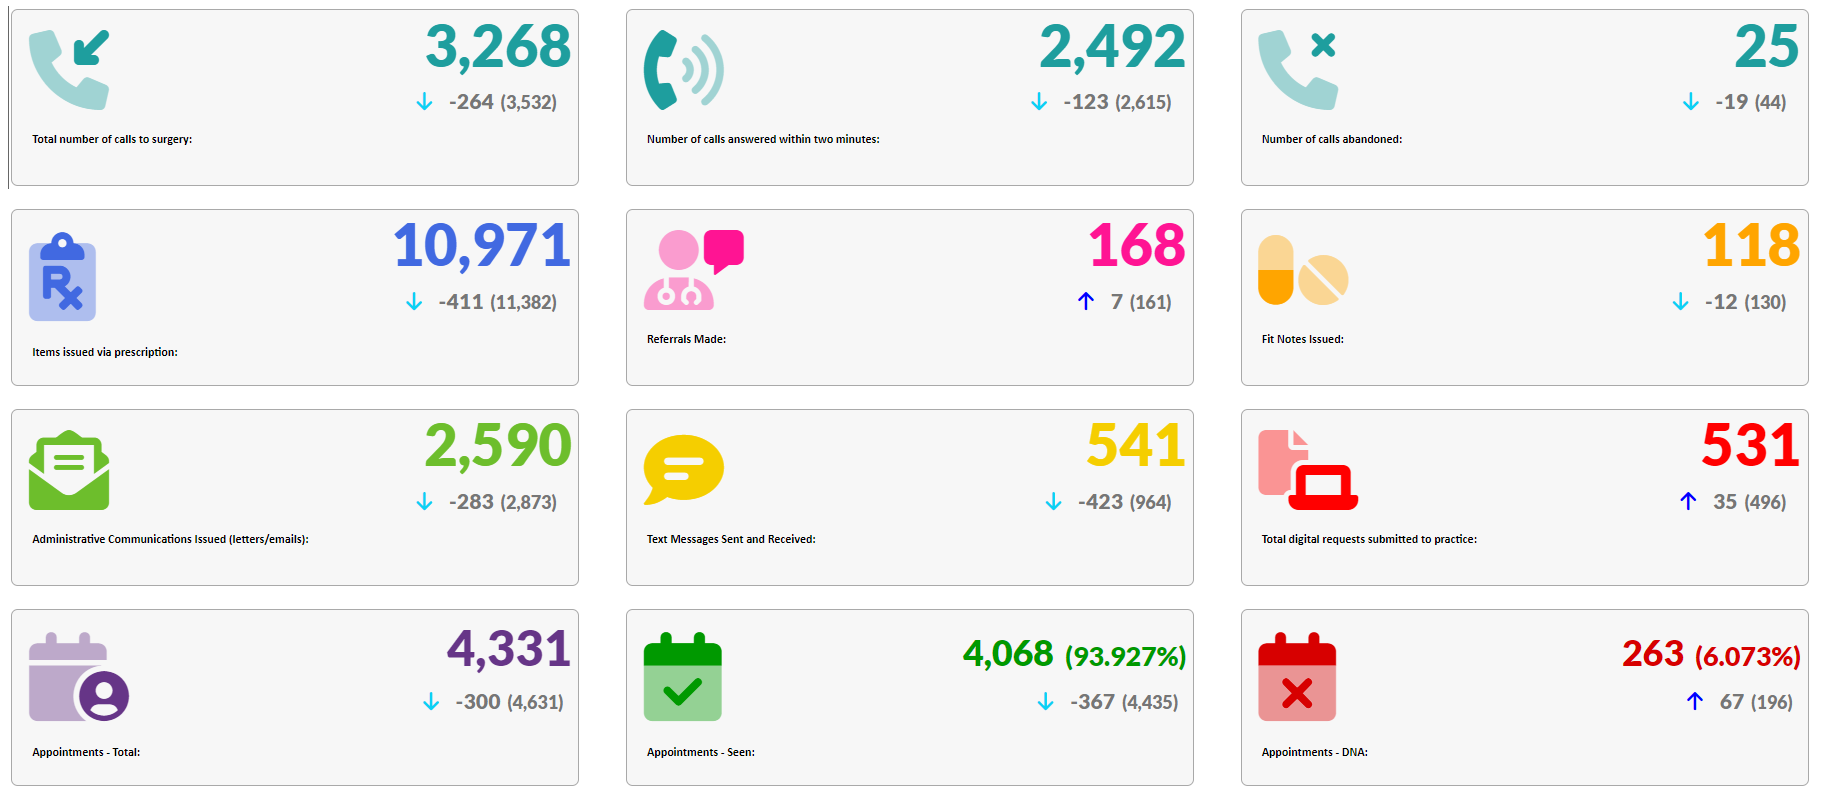 3,268
-264 (3,532)
Total number of calls to surgery:
2,492
-123 (2,615)
Number of calls answered within two minutes:
25
-19 (44)
Number of calls abandoned:
10,971
-411 (11,382)
Items issued via prescription:
168
7 (161)
Referrals Made:
118
-12 (130)
Fit Notes Issued:
2,590
-283 (2,873)
Administrative Communications Issued (letters/emails):
541
-423 (964)
Text Messages Sent and Received:
531
35 (496)
Total digital requests submitted to practice:
4,331
-300 (4,631)
Appointments - Total:
4,068 (93.927%)
-367 (4,435)
Appointments - Seen:
263 (6.073%)
67 (196)
Appointments - DNA: